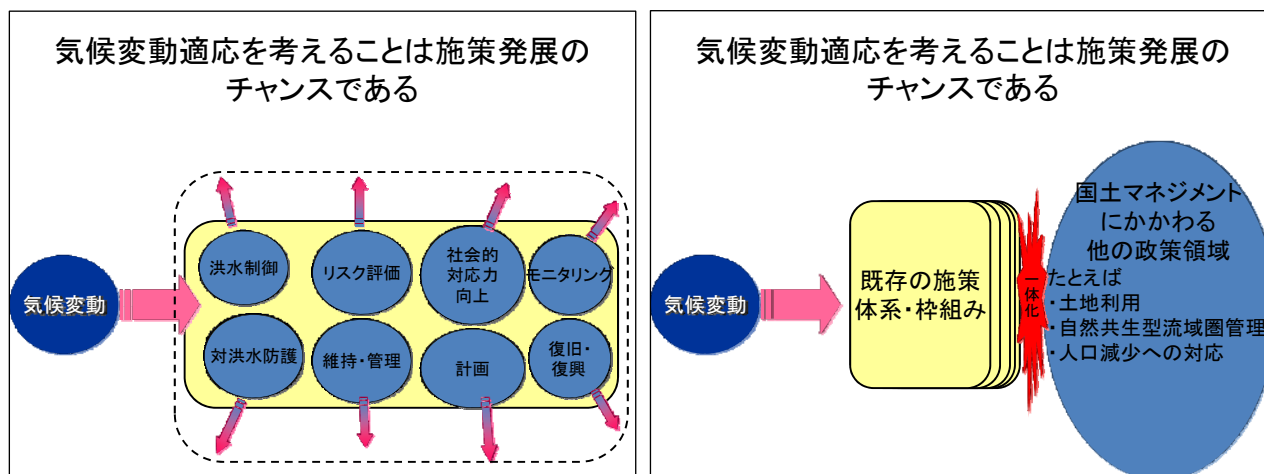 気候変動適応を考えることは施策発展の
チャンスである
気候変動
洪水制御
リスク評価
社会的
対応力
向上
モニタリング
対洪水防護
維持・管理
計画
復旧・
復興
気候変動適応を考えることは施策発展の
チャンスである
気候変動
既存の施策
体系・枠組み
一体化
国土マネジメント
にかかわる
他の政策領域
たとえば
・土地利用
・自然共生型流域圏管理
・人口減少への対応